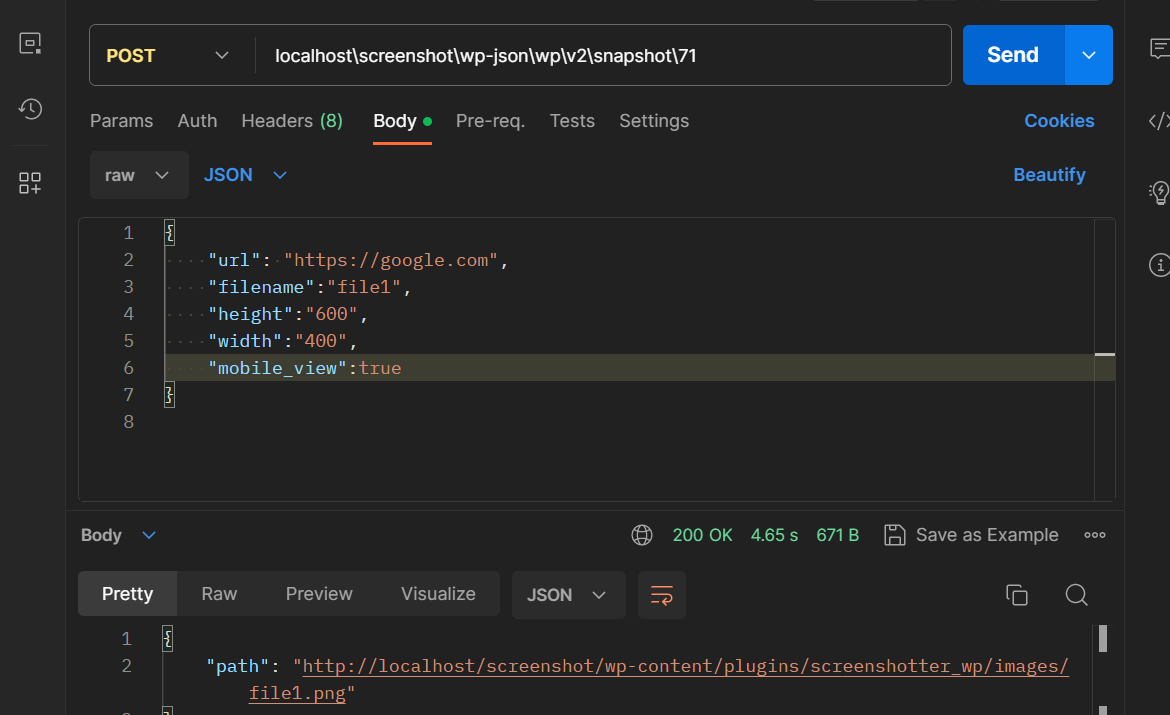 POST localhost\screenshot\wp-json\wp\v2\snapshot\71 Send
Params Auth Headers (8) Body Pre-req. Tests Settings Cookies
raw JSON Beautify
1 {
2 "url": "https://google.com",
3 "filename":"file1",
4 "height":"600",
5 "width":"400",
6 "mobile_view":true
7 }
8
Body 200 OK 4.65 s 671 B Save as Example
Pretty Raw Preview Visualize JSON
1 {
2 "path": "http://localhost/screenshot/wp-content/plugins/screenshotter_wp/images/
file1.png"